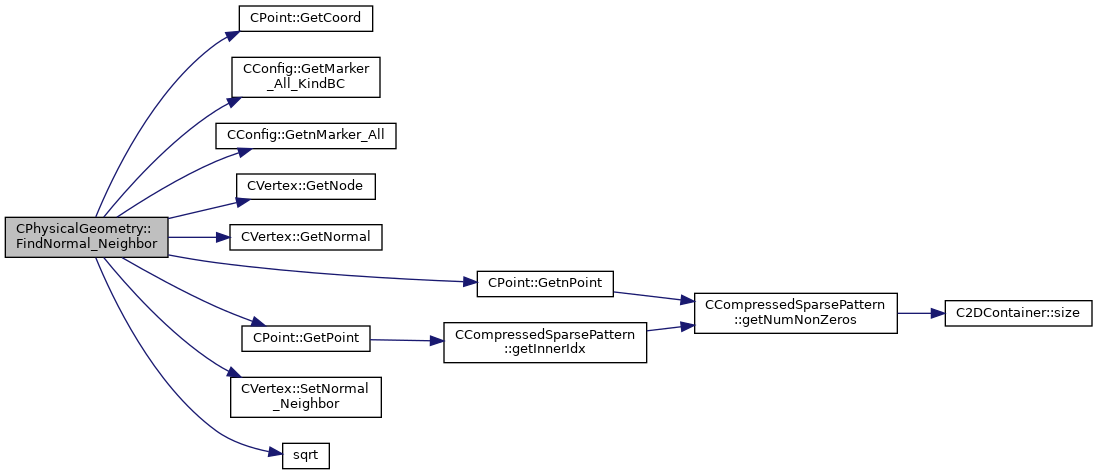 CPhysicalGeometry::
FindNormal_Neighbor
CPoint::GetCoord
CConfig::GetMarker
_All_KindBC
CConfig::GetnMarker_All
CVertex::GetNode
CVertex::GetNormal
CPoint::GetnPoint
CPoint::GetPoint
CVertex::SetNormal
_Neighbor
sqrt
CCompressedSparsePattern
::getInnerIdx
CCompressedSparsePattern
::getNumNonZeros
C2DContainer::size